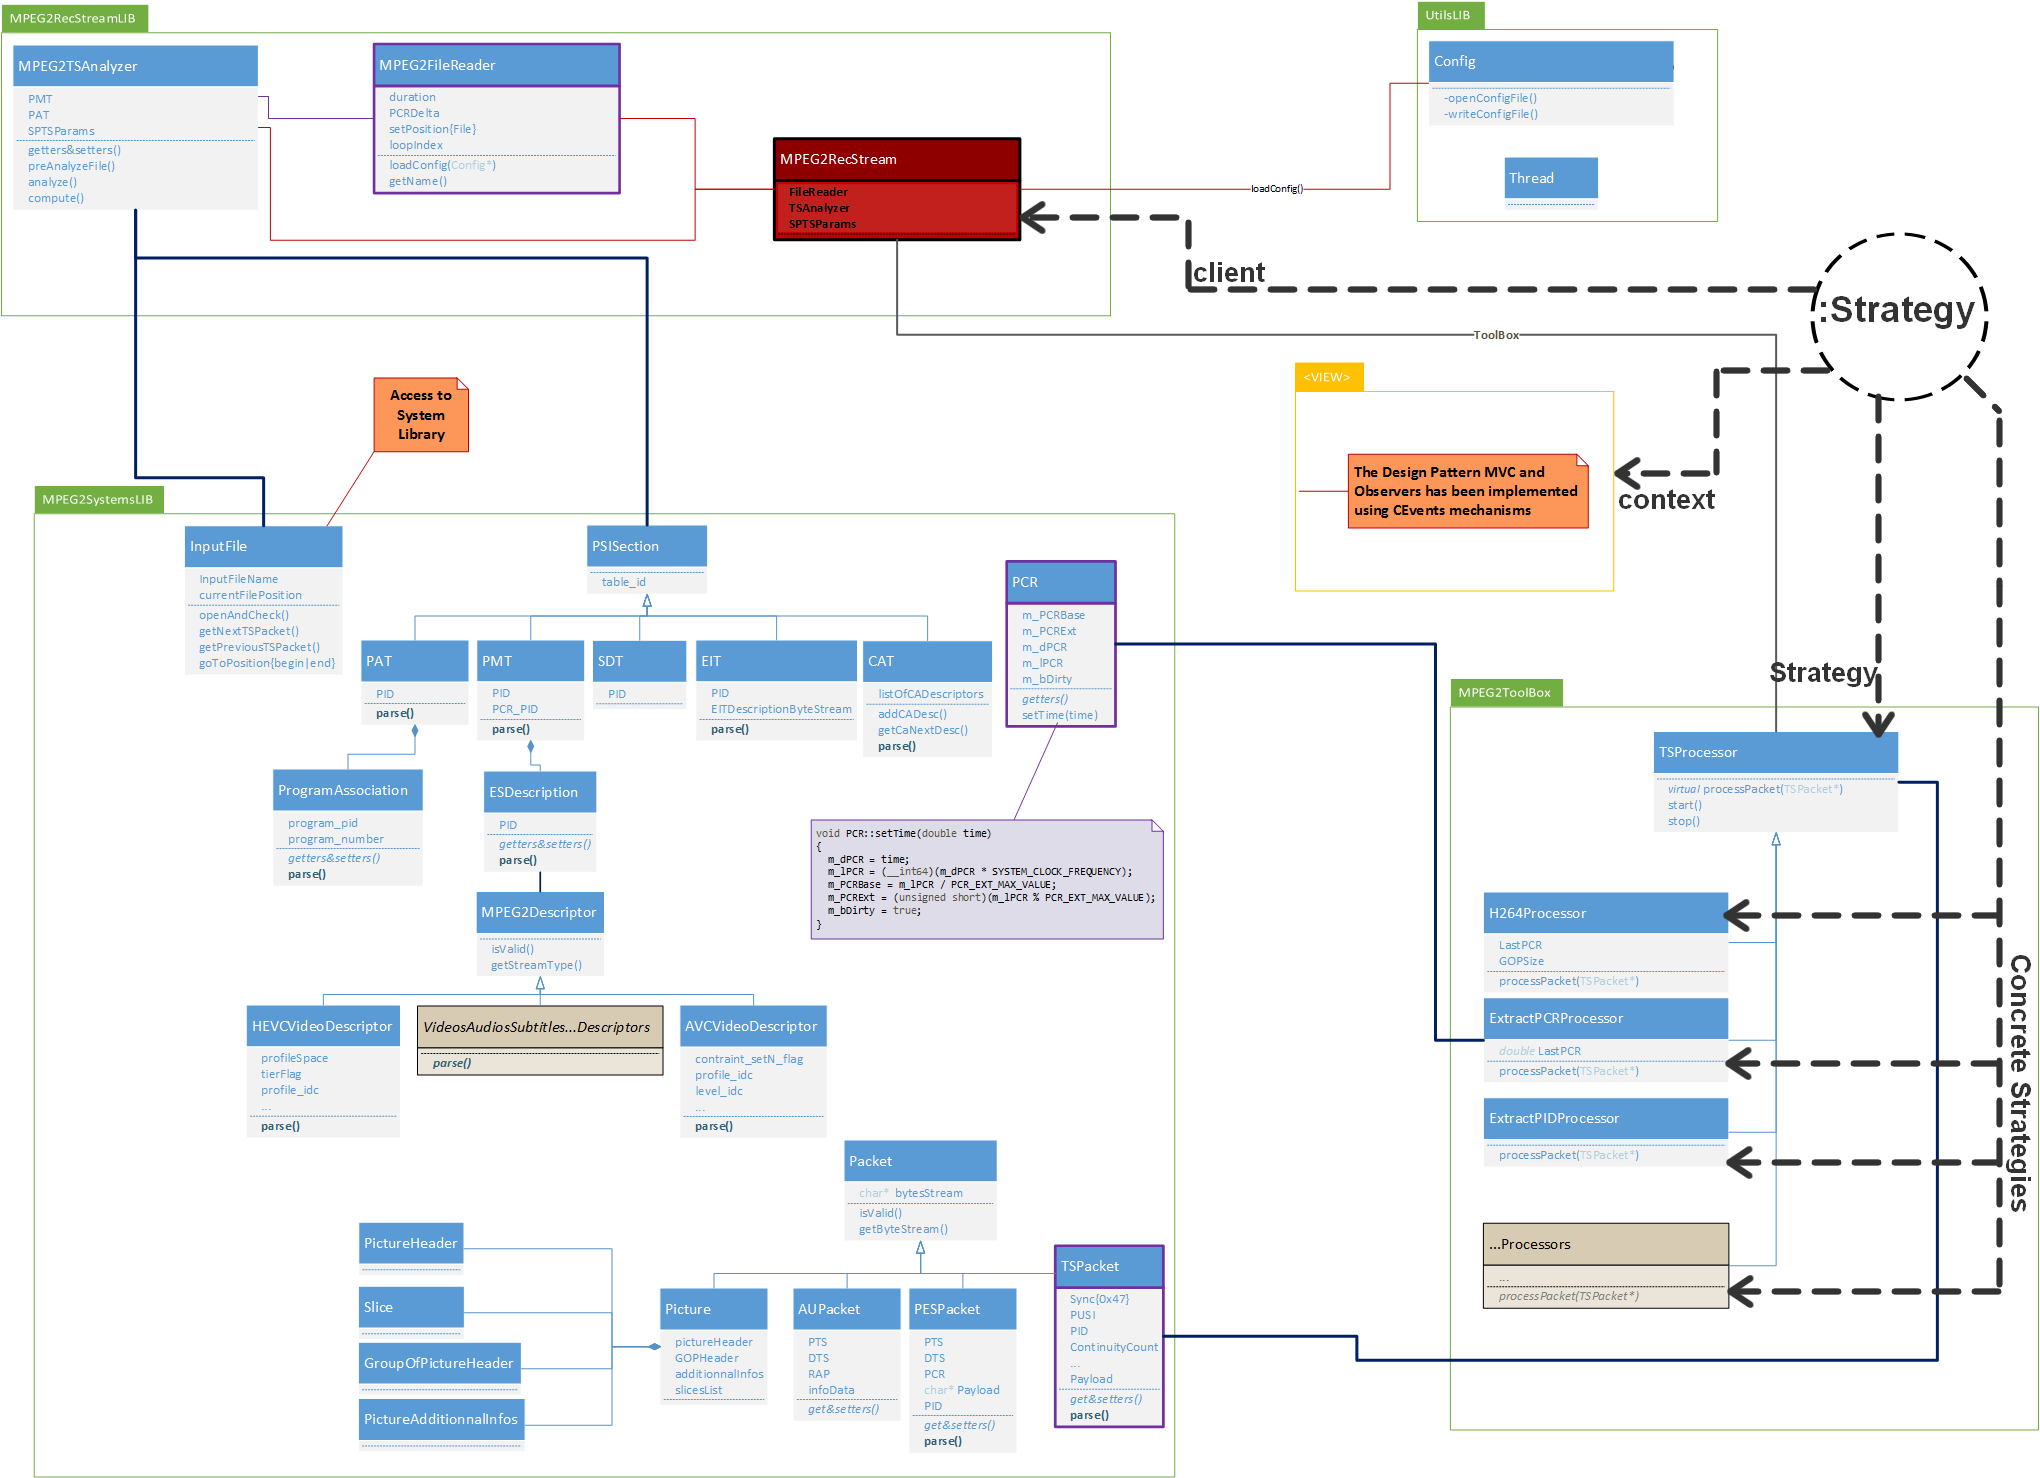 MPEG2RecStreamLIB
MPEG2TSAnalyzer
PMT
PAT
SPTSParams
getters&setters()
preAnalyzeFile()
analyze()
compute()
MPEG2FileReader
duration
PCRDelta
setPosition{File}
loopIndex
loadConfig(Config*)
getName()
MPEG2RecStream
FileReader
TSAnalyzer
SPTSParams
loadConfig()
UtilsLIB
Config
-openConfigFile()
-writeConfigFile()
Thread
client
:Strategy
ToolBox
<VIEW>
The Design Pattern MVC and
Observers has been implemented
using CEvents mechanisms
context
Access to
System
Library
MPEG2SystemsLIB
InputFile
InputFileName
currentFilePosition
openAndCheck()
getNextTSPacket()
getPreviousTSPacket()
goToPosition{begin|end}
PSISection
table_id
PAT
PID
parse()
PMT
PID
PCR_PID
parse()
SDT
PID
EIT
PID
EITDescriptionByteStream
parse()
CAT
listOfCADescriptors
addCADesc()
getCaNextDesc()
parse()
PCR
m_PCRBase
m_PCRExt
m_dPCR
m_lPCR
m_bDirty
getters()
setTime(time)
ProgramAssociation
program_pid
program_number
getters&setters()
parse()
ESDescription
PID
getters&setters()
parse()
void PCR::setTime(double time)
{
m_dPCR = time;
m_lPCR = (__int64)(m_dPCR * SYSTEM_CLOCK_FREQUENCY);
m_PCRBase = m_lPCR / PCR_EXT_MAX_VALUE;
m_PCRExt = (unsigned short)(m_lPCR % PCR_EXT_MAX_VALUE);
m_bDirty = true;
}
MPEG2Descriptor
isValid()
getStreamType()
HEVCVideoDescriptor
profileSpace
tierFlag
profile_idc
...
parse()
VideosAudiosSubtitles...Descriptors
parse()
AVCVideoDescriptor
contraint_setN_flag
profile_idc
level_idc
...
parse()
Packet
char* bytesStream
isValid()
getByteStream()
PictureHeader
Slice
GroupOfPictureHeader
PictureAdditionnalInfos
Picture
pictureHeader
GOPHeader
additionnalInfos
slicesList
AUPacket
PTS
DTS
RAP
infoData
get&setters()
PESPacket
PTS
DTS
PCR
char* Payload
PID
get&setters()
parse()
TSPacket
Sync{0x47}
PUSI
PID
ContinuityCount
...
Payload
get&setters()
parse()
Strategy
MPEG2ToolBox
TSProcessor
virtual processPacket(TSPacket*)
start()
stop()
H264Processor
LastPCR
GOPSize
processPacket(TSPacket*)
ExtractPCRProcessor
double LastPCR
processPacket(TSPacket*)
ExtractPIDProcessor
processPacket(TSPacket*)
...Processors
...
processPacket(TSPacket*)
Concrete Strategies